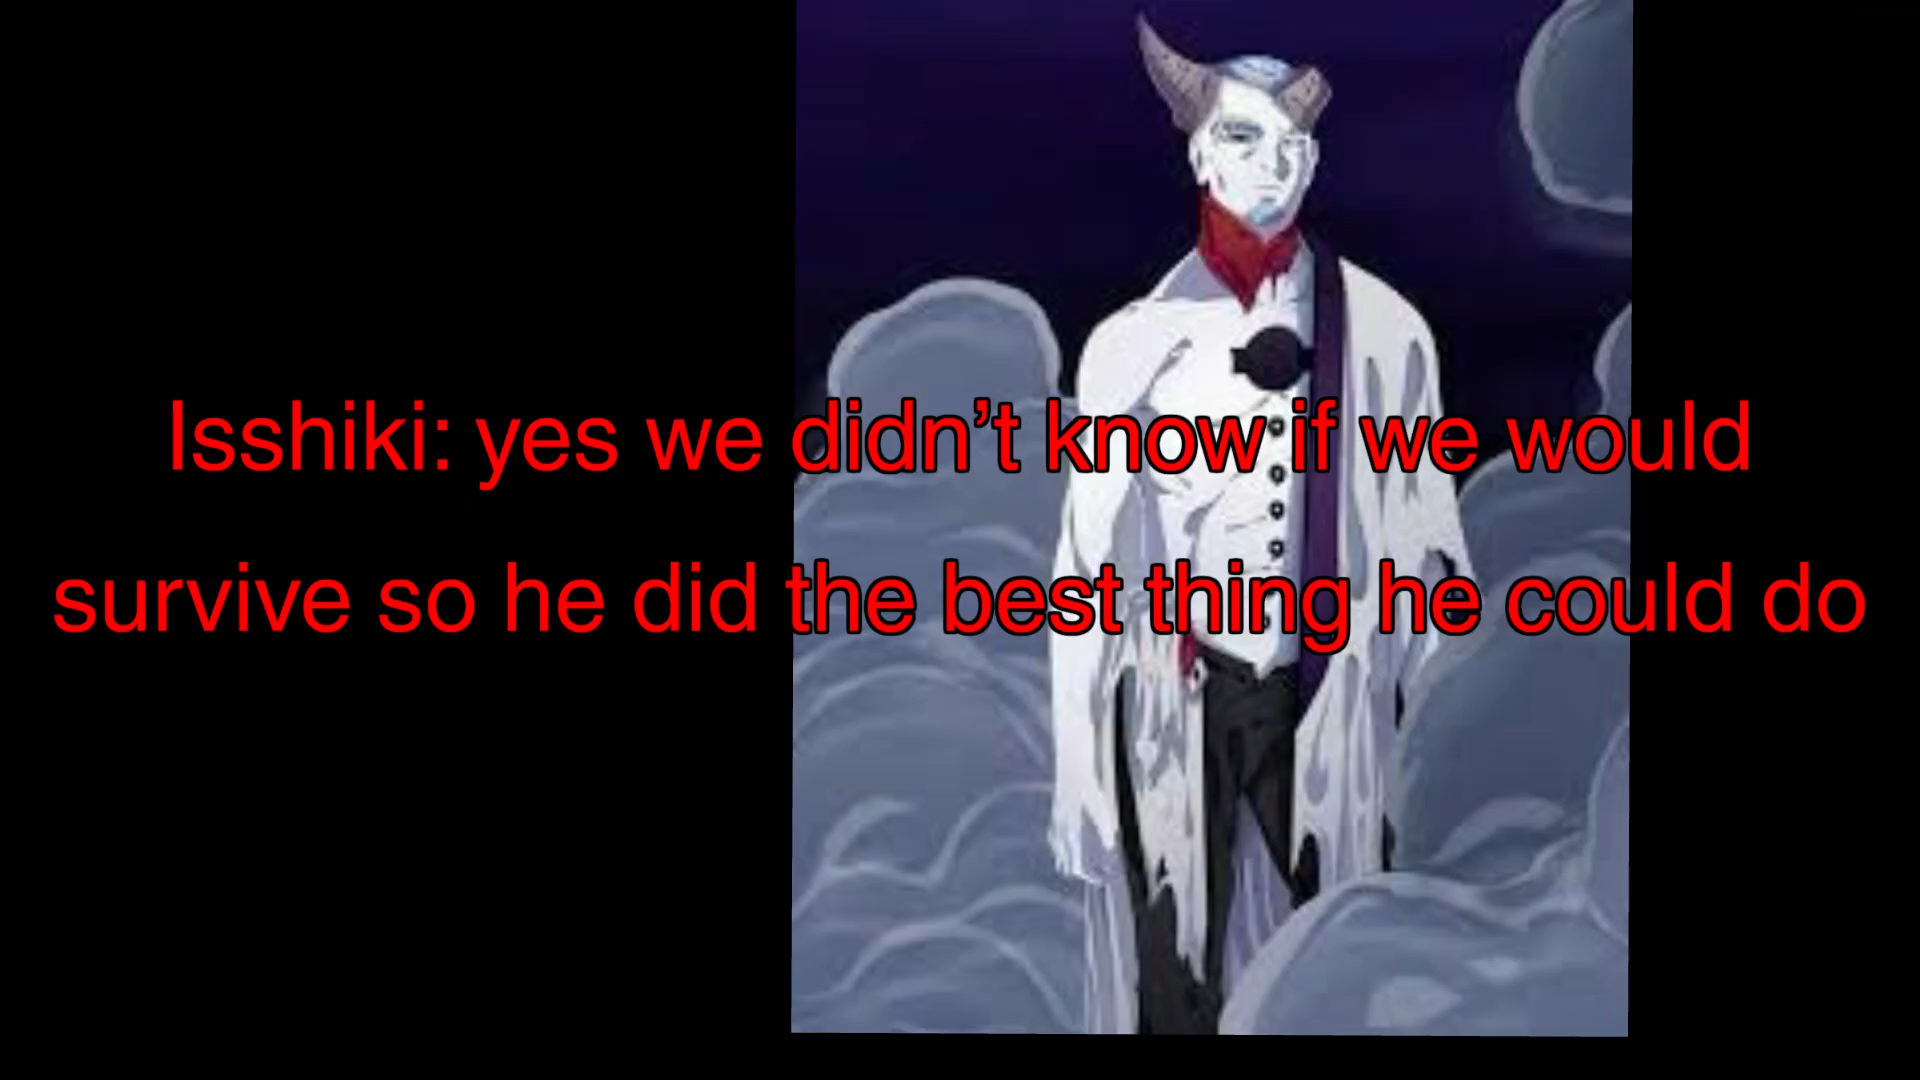 Isshiki: yes we didn’t know if we would
survive so he did the best thing he could do